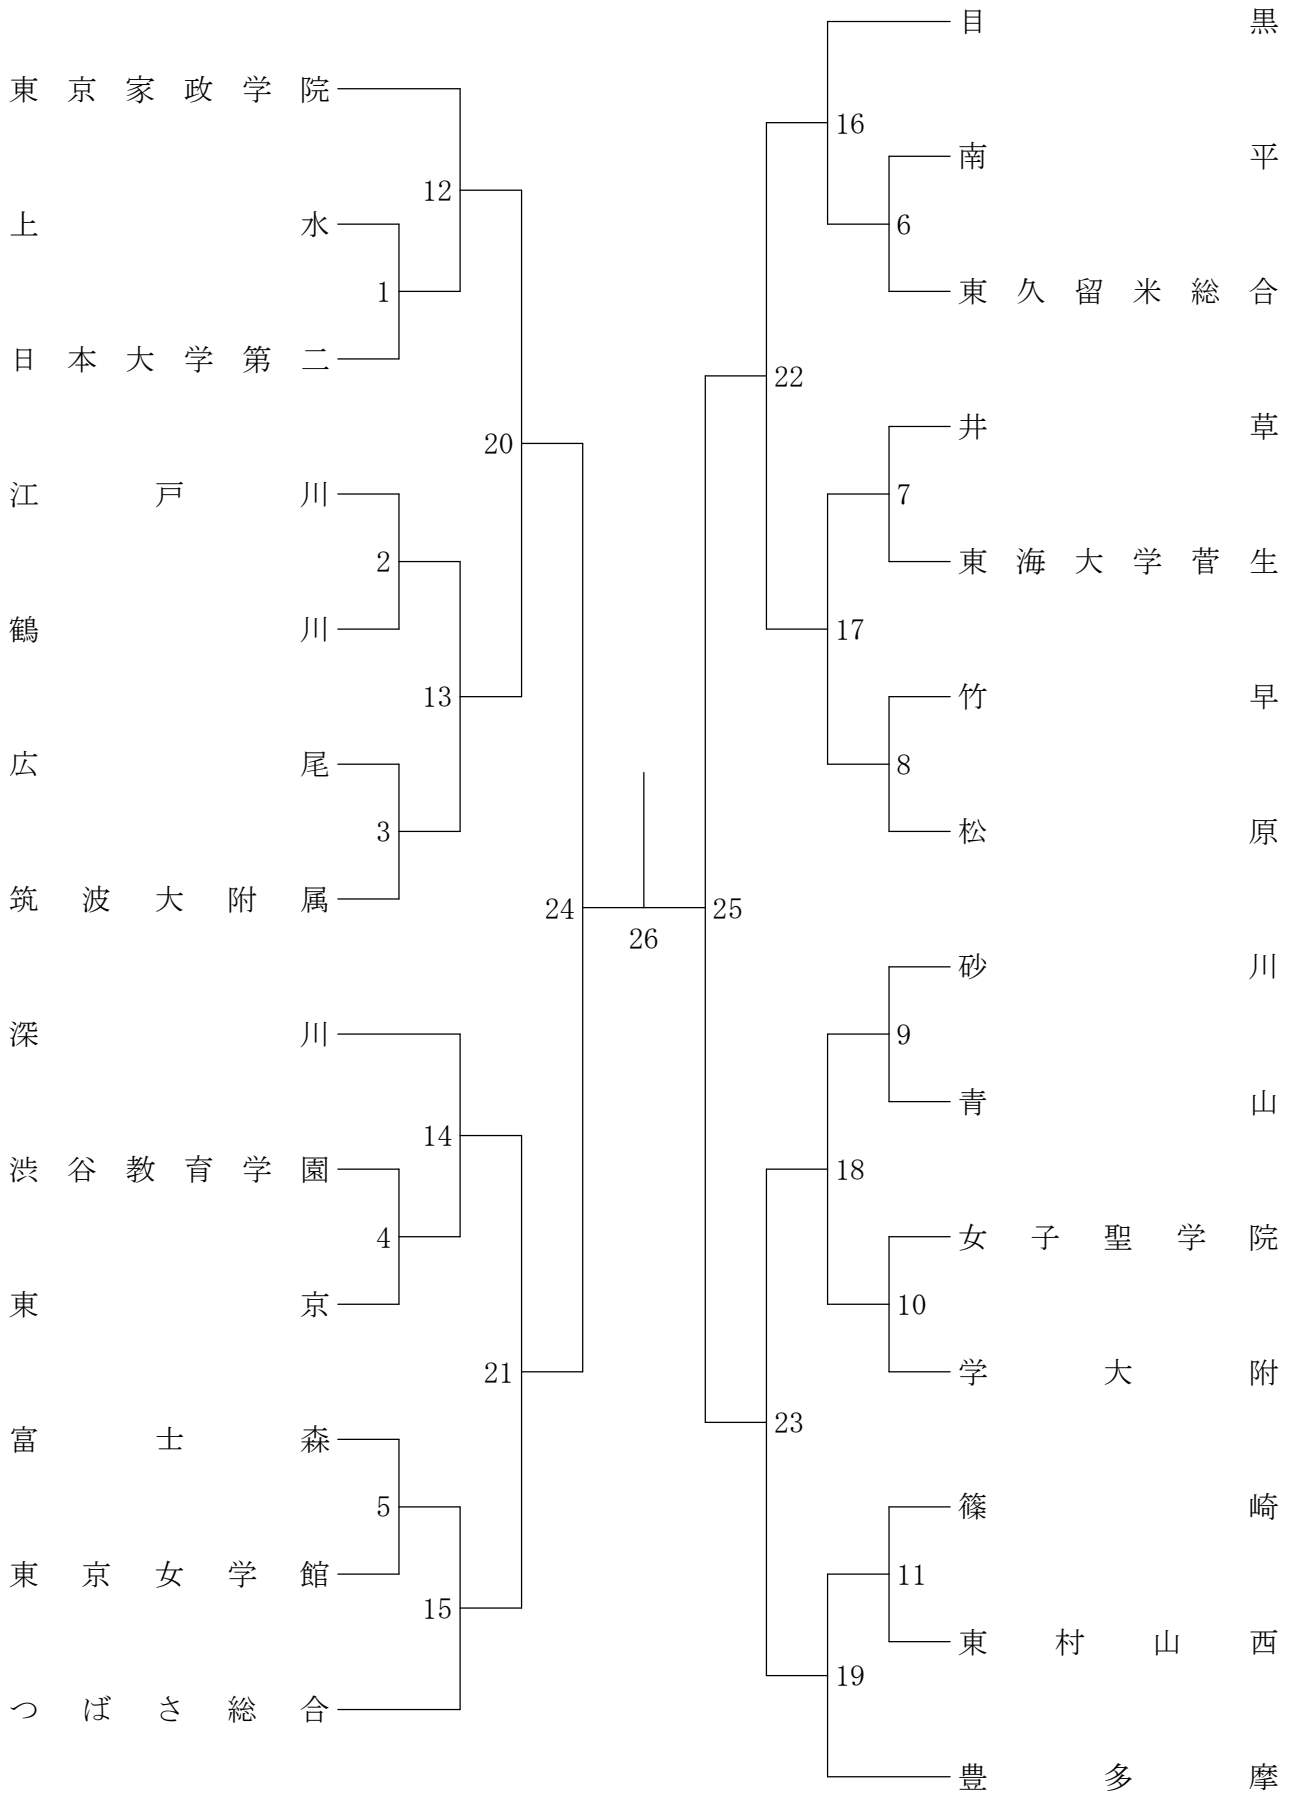 東京家政学院
12
上水
1
日本大学第二
20
江戸川
2
鶴川
13
広尾
3
筑波大附属
24
深川
14
渋谷教育学園
4
東京
21
富士森
5
東京女学館
15
つばさ総合
26
目黒
16
南平
6
東久留米総合
22
井草
7
東海大学菅生
17
竹早
8
松原
25
砂川
9
青山
18
女子聖学院
10
学大附
23
篠崎
11
東村山西
19
豊多摩